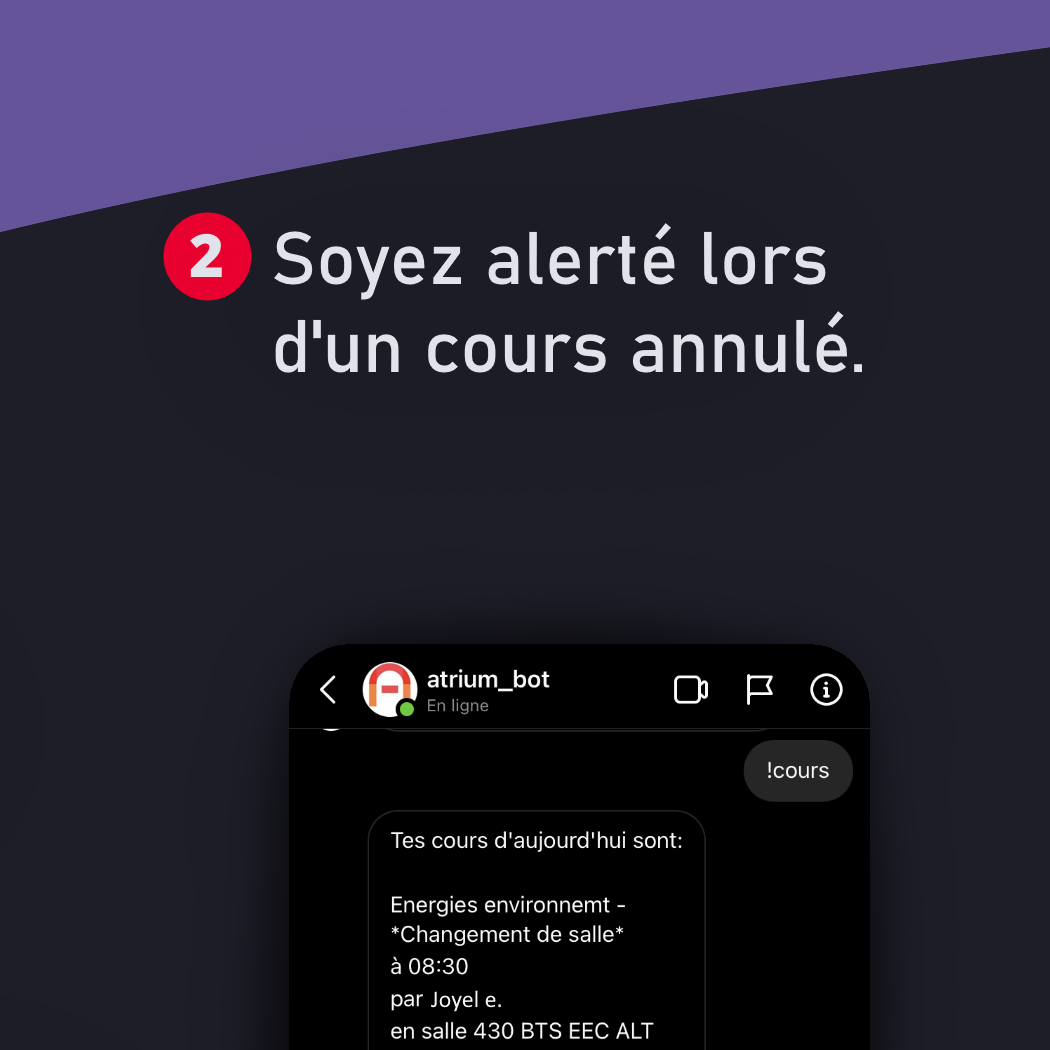 2 Soyez alerté lors
d'un cours annulé.
atrium_bot
En ligne
!cours
Tes cours d'aujourd'hui sont:
Energies environnemt -
*Changement de salle*
à 08:30
par Joyel e.
en salle 430 BTS EEC ALT